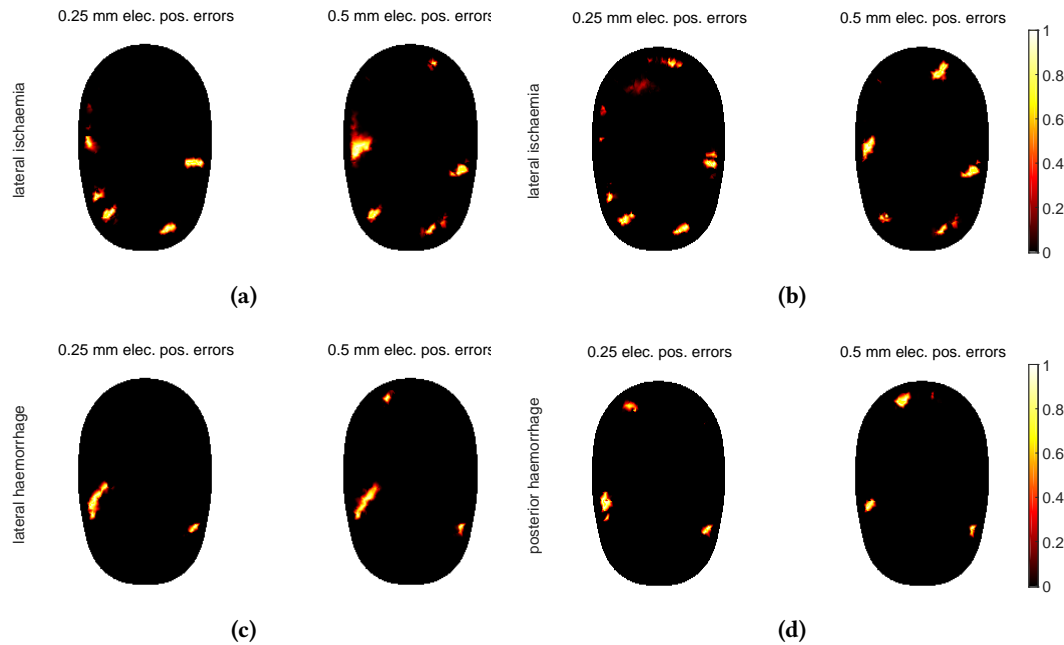 0.25 mm elec. pos. errors
0.5 mm elec. pos. errors
lateral ischaemia
(a)
0.25 mm elec. pos. errors
0.5 mm elec. pos. errors
lateral ischaemia
1
0.8
0.6
0.4
0.2
0
(b)
0.25 mm elec. pos. errors
0.5 mm elec. pos. errors
lateral haemorrhage
(c)
0.25 elec. pos. errors
0.5 mm elec. pos. errors
posterior haemorrhage
1
0.8
0.6
0.4
0.2
0
(d)